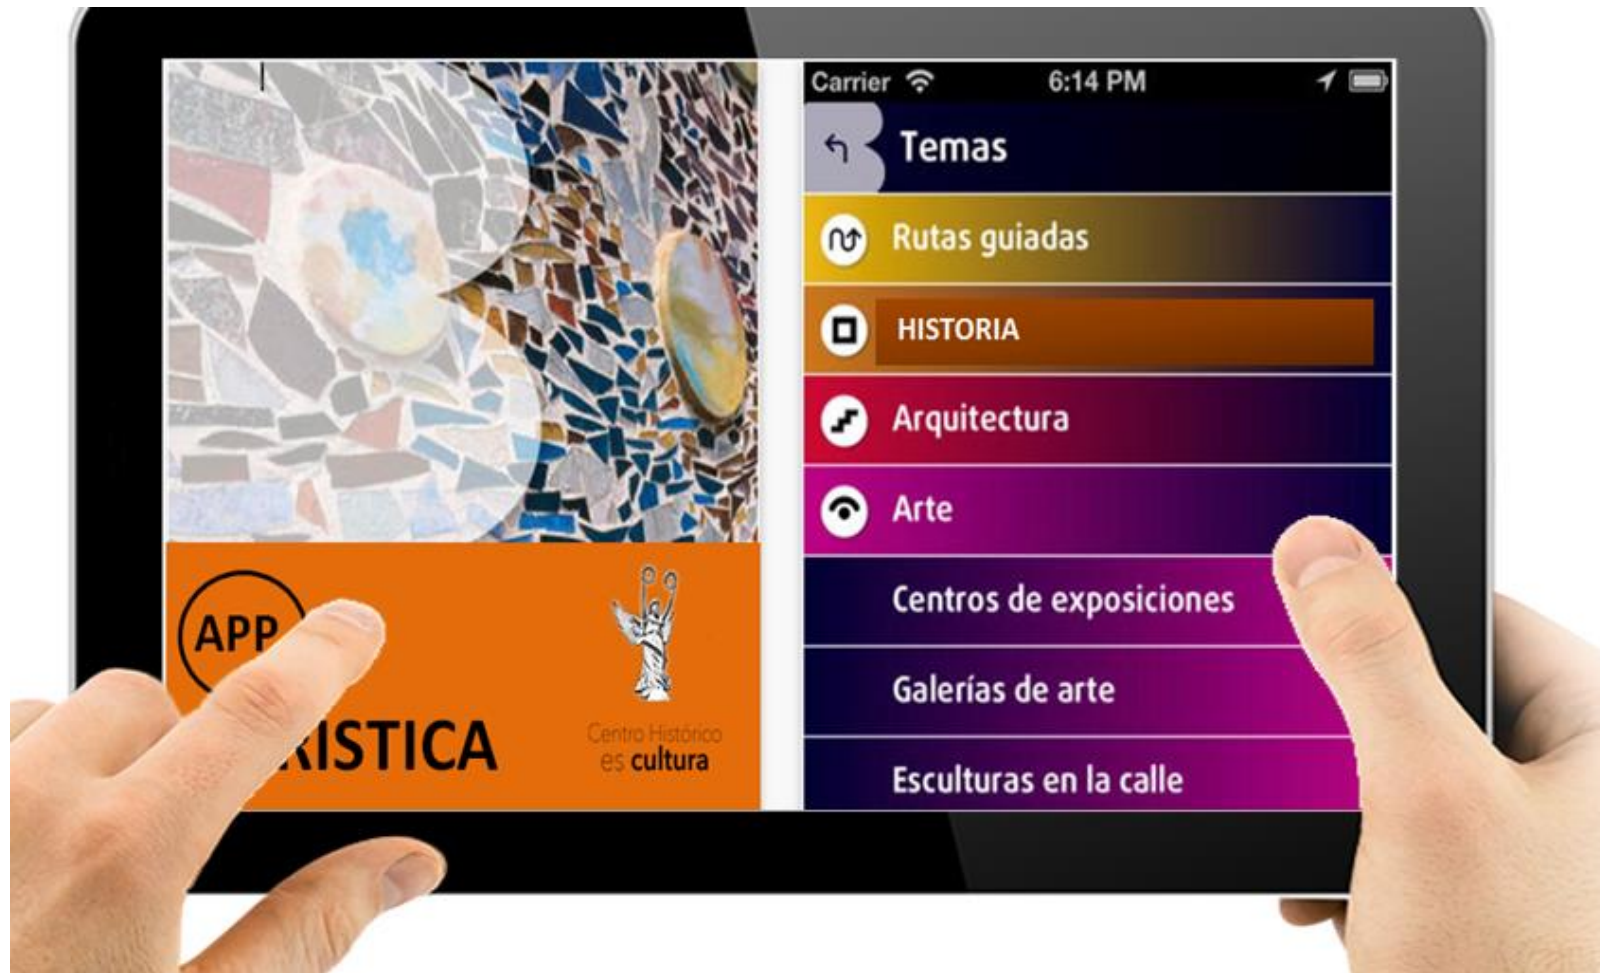 APP
RISTICA
Centro Histórico
es cultura
Carrier 6:14 PM
Temas
Rutas guiadas
HISTORIA
Arquitectura
Arte
Centros de exposiciones
Galerías de arte
Esculturas en la calle